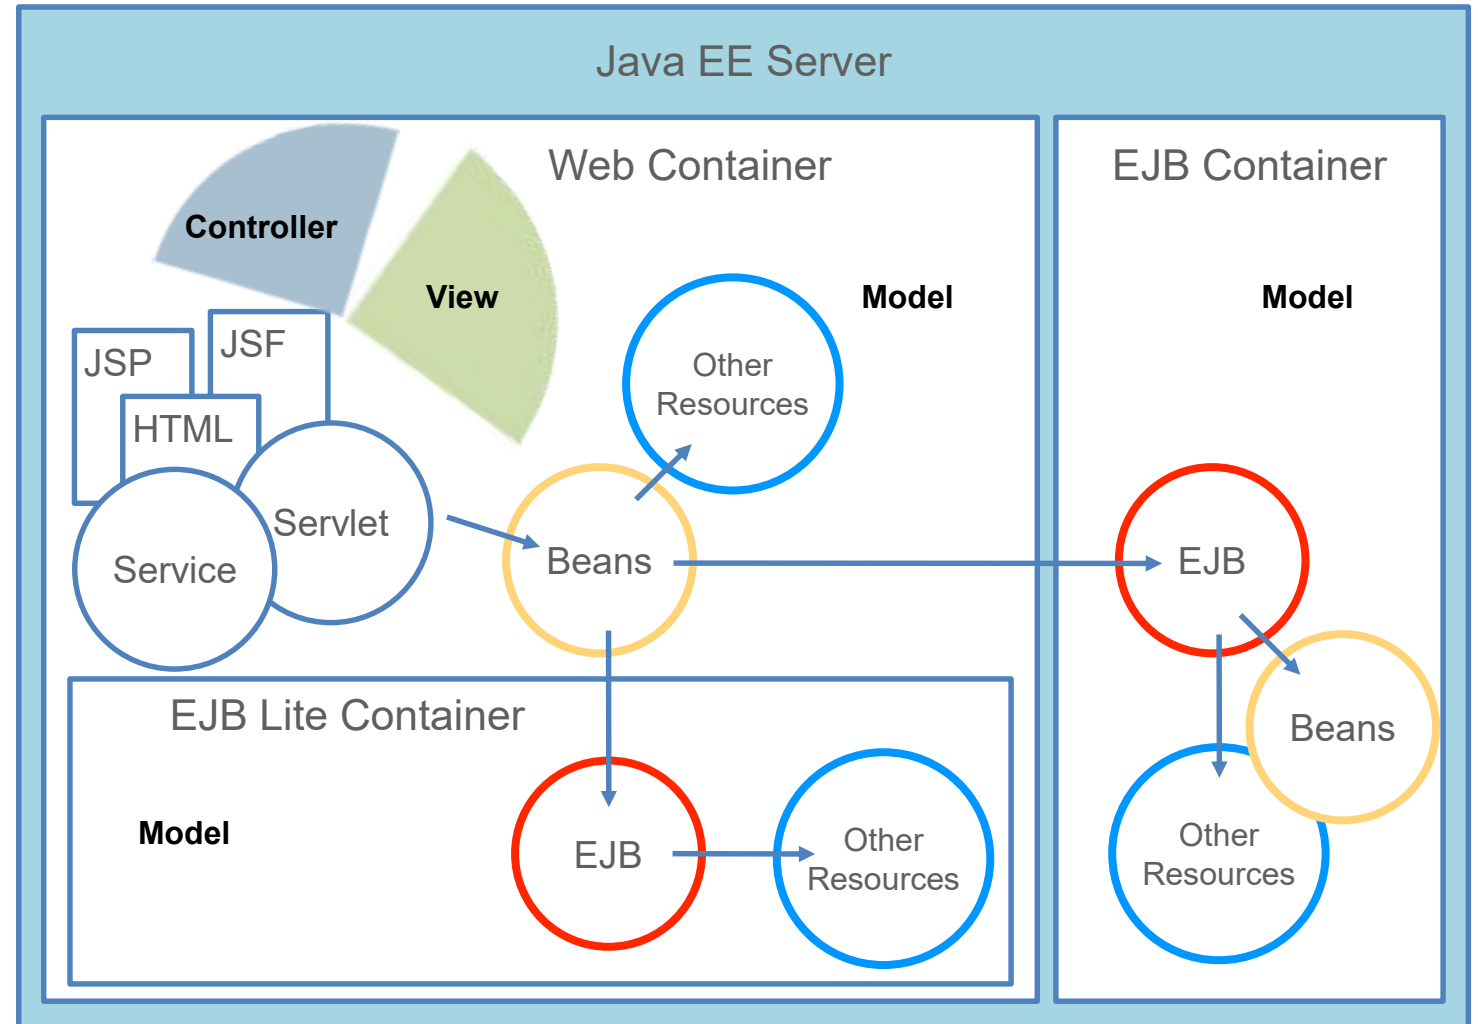 Java EE Server
Web Container
EJB Container
Controller
View
Model
Model
JSP
JSF
HTML
Other
Resources
Servlet
Service
Beans
EJB
EJB Lite Container
Beans
Model
EJB
Other
Resources
Other
Resources